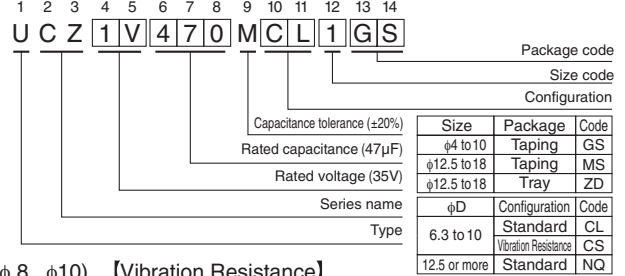 1 2 3 4 5 6 7 8 9 10 11 12 13 14
U C Z 1 V 4 7 0 M C L 1 G S
Package code
Size code
Configuration
Capacitance tolerance (±20%)
Rated capacitance (47µF)
Rated voltage (35V)
Series name
Type
Size Package Code
ϕ4 to 10 Taping GS
ϕ12.5 to 18 Taping MS
ϕ12.5 to 18 Tray ZD
ϕD Configuration Code
6.3 to 10 Standard CL
Vibration Resistance CS
12.5 or more Standard NQ
ϕ 8 , ϕ10) 【Vibration Resistance】